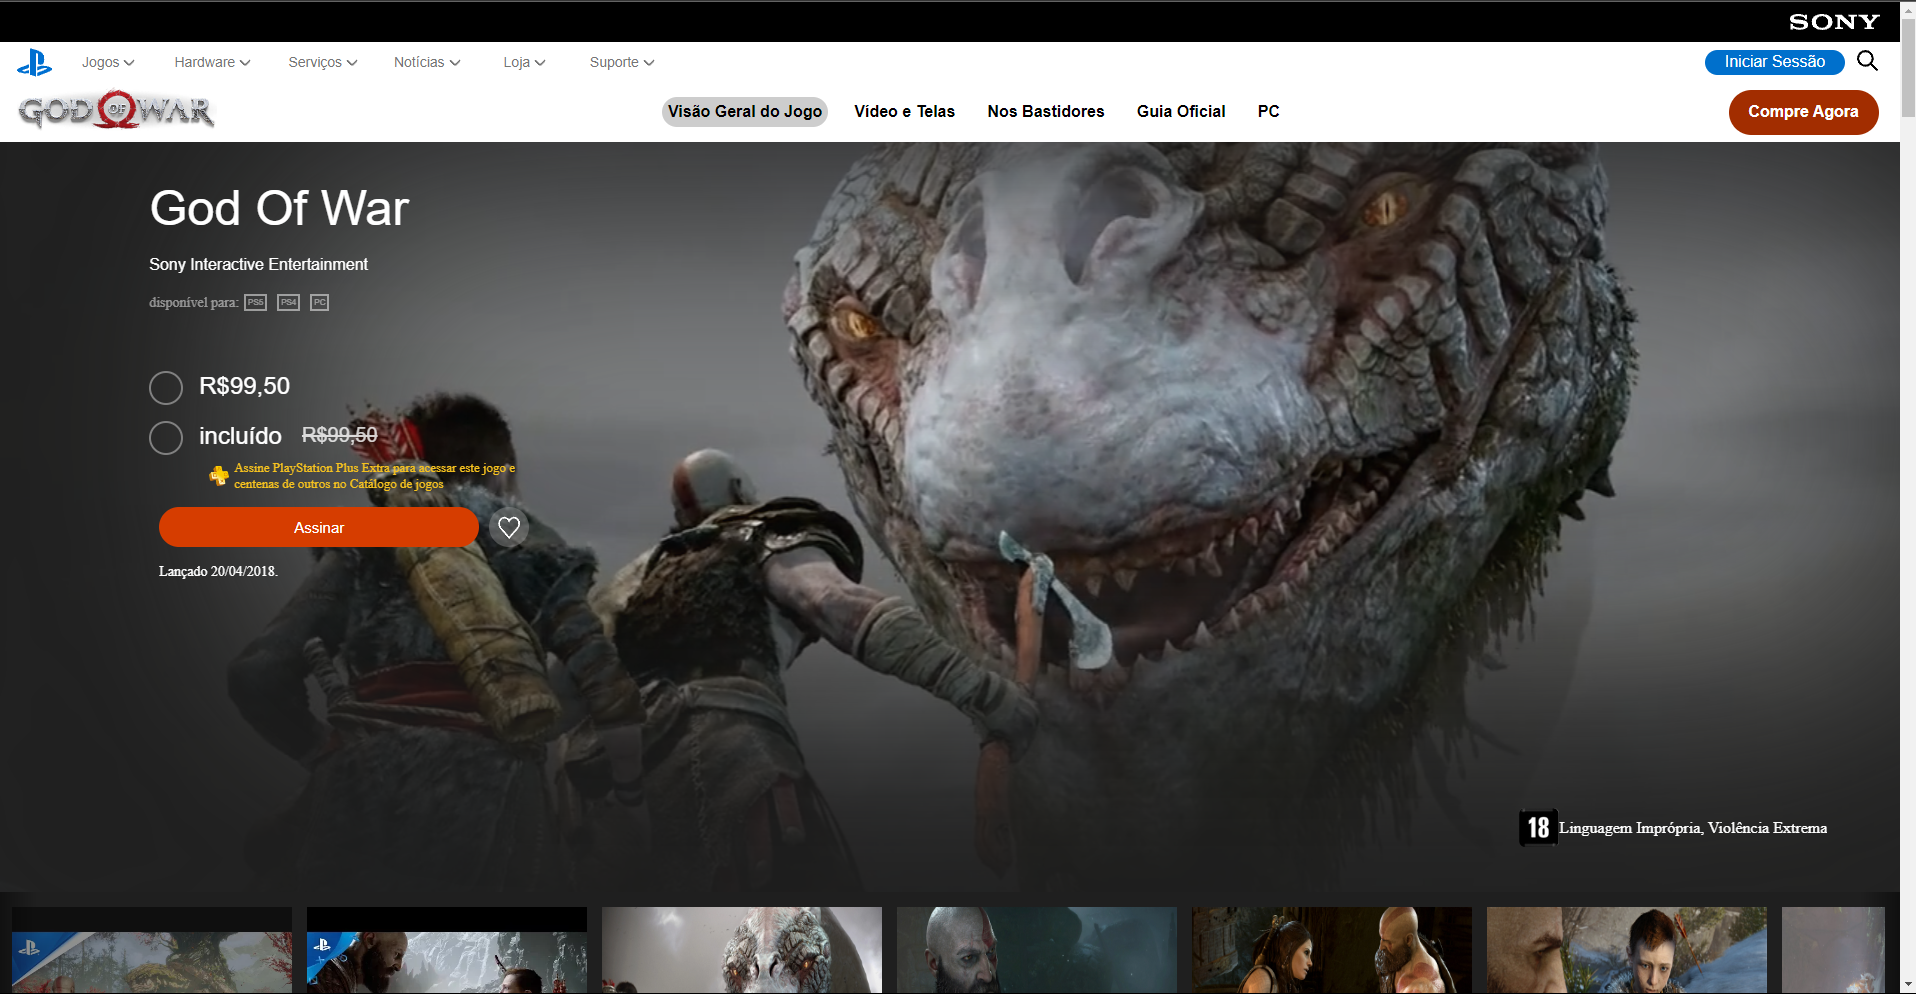 SONY
Jogos Hardware Serviços Notícias Loja Suporte Iniciar Sessão
GOD OF WAR Visão Geral do Jogo Vídeo e Telas Nos Bastidores Guia Oficial PC Compre Agora
God Of War
Sony Interactive Entertainment
disponível para: PS5 PS4 PC
R$99,50
incluído R$99,50
Assine PlayStation Plus Extra para acessar este jogo e
centenas de outros no Catálogo de jogos
Assinar
Lançado 20/04/2018.
18 Linguagem Imprópria, Violência Extrema